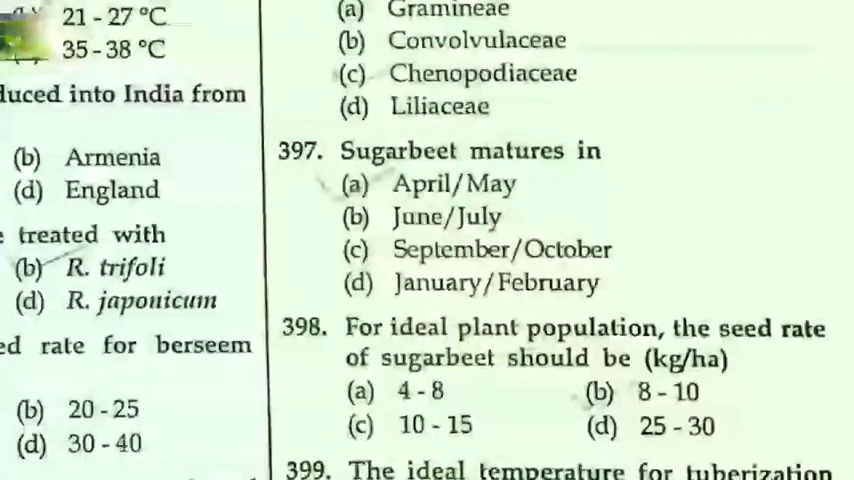 21 - 27 °C
35 - 38 °C
duced into India from
(b) Armenia
(d) England
treated with
(b) R. trifoli
(d) R. japonicum
ed rate for berseem
(b) 20 - 25
(d) 30 - 40
(a) Gramineae
(b) Convolvulaceae
(c) Chenopodiaceae
(d) Liliaceae
397. Sugarbeet matures in
(a) April/May
(b) June/July
(c) September/October
(d) January/February
398. For ideal plant population, the seed rate
of sugarbeet should be (kg/ha)
(a) 4 - 8 (b) 8 - 10
(c) 10 - 15 (d) 25 - 30
399. The ideal temperature for tuberization